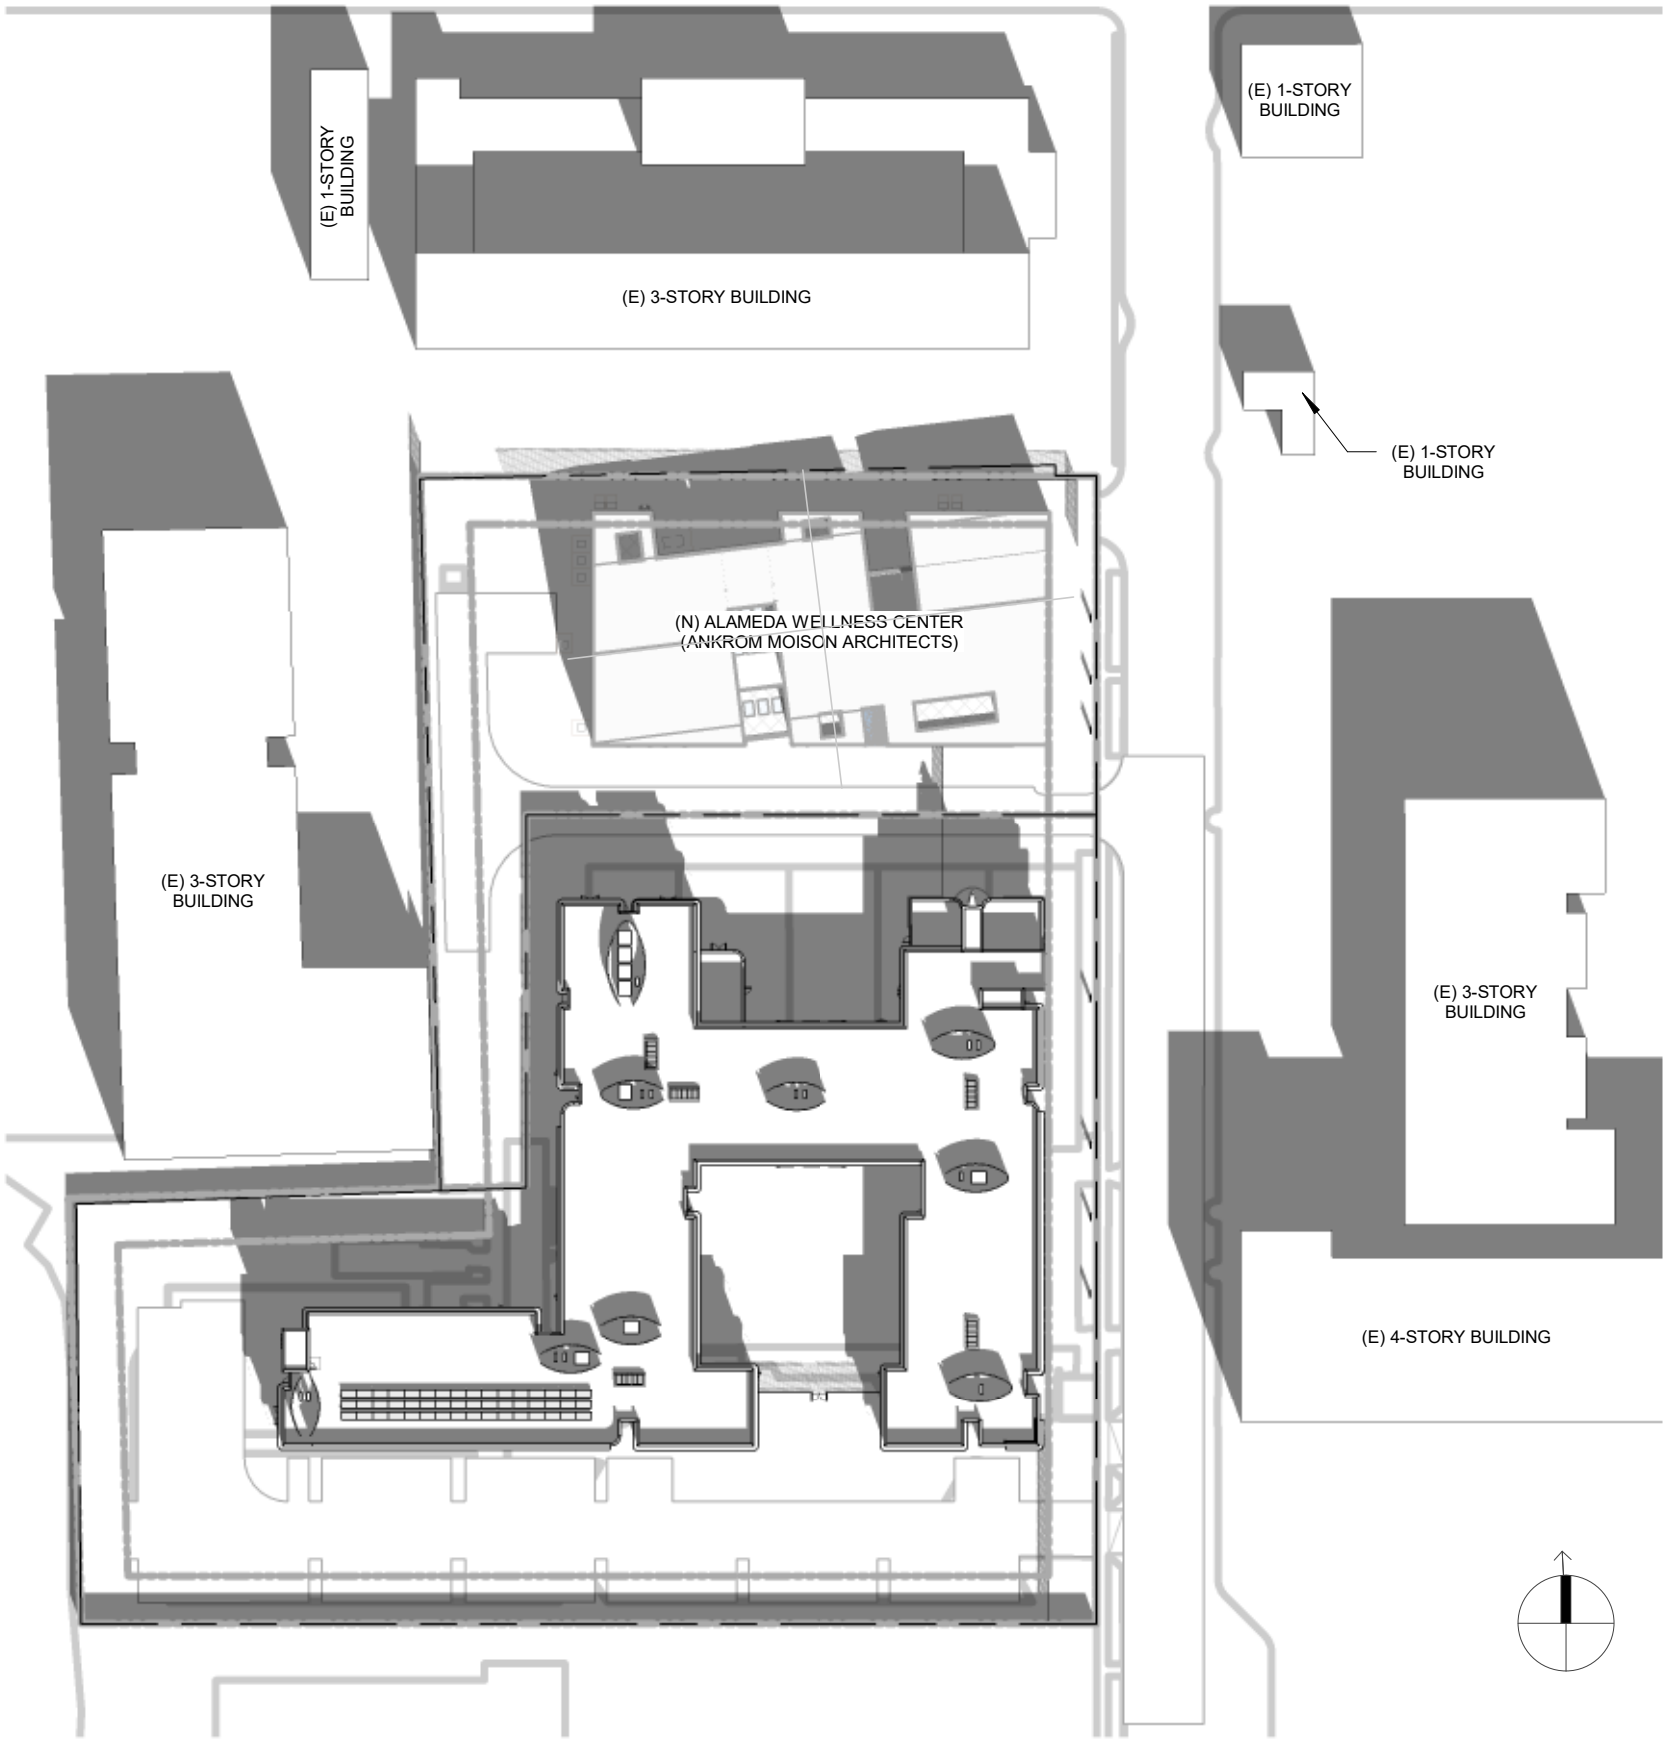 (E) 1-STORY
BUILDING
(E) 1-STORY
BUILDING
(E) 3-STORY BUILDING
(E) 1-STORY
BUILDING
(N) ALAMEDA WELLNESS CENTER
(ANKROM MOISON ARCHITECTS)
(E) 3-STORY
BUILDING
(E) 3-STORY
BUILDING
(E) 4-STORY BUILDING